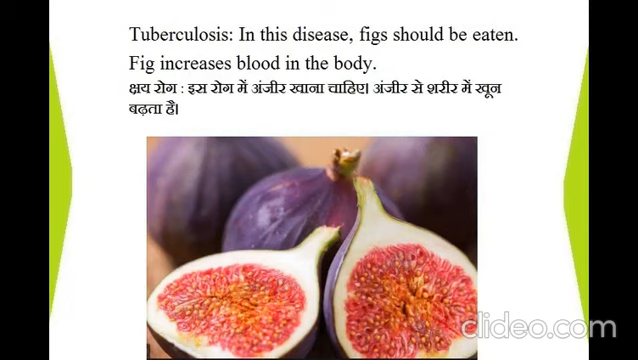 Tuberculosis: In this disease, figs should be eaten.
Fig increases blood in the body.
क्षय रोग : इस रोग में अंजीर खाना चाहिए। अंजीर से शरीर में खून
बढ़ता है।
clideo.com